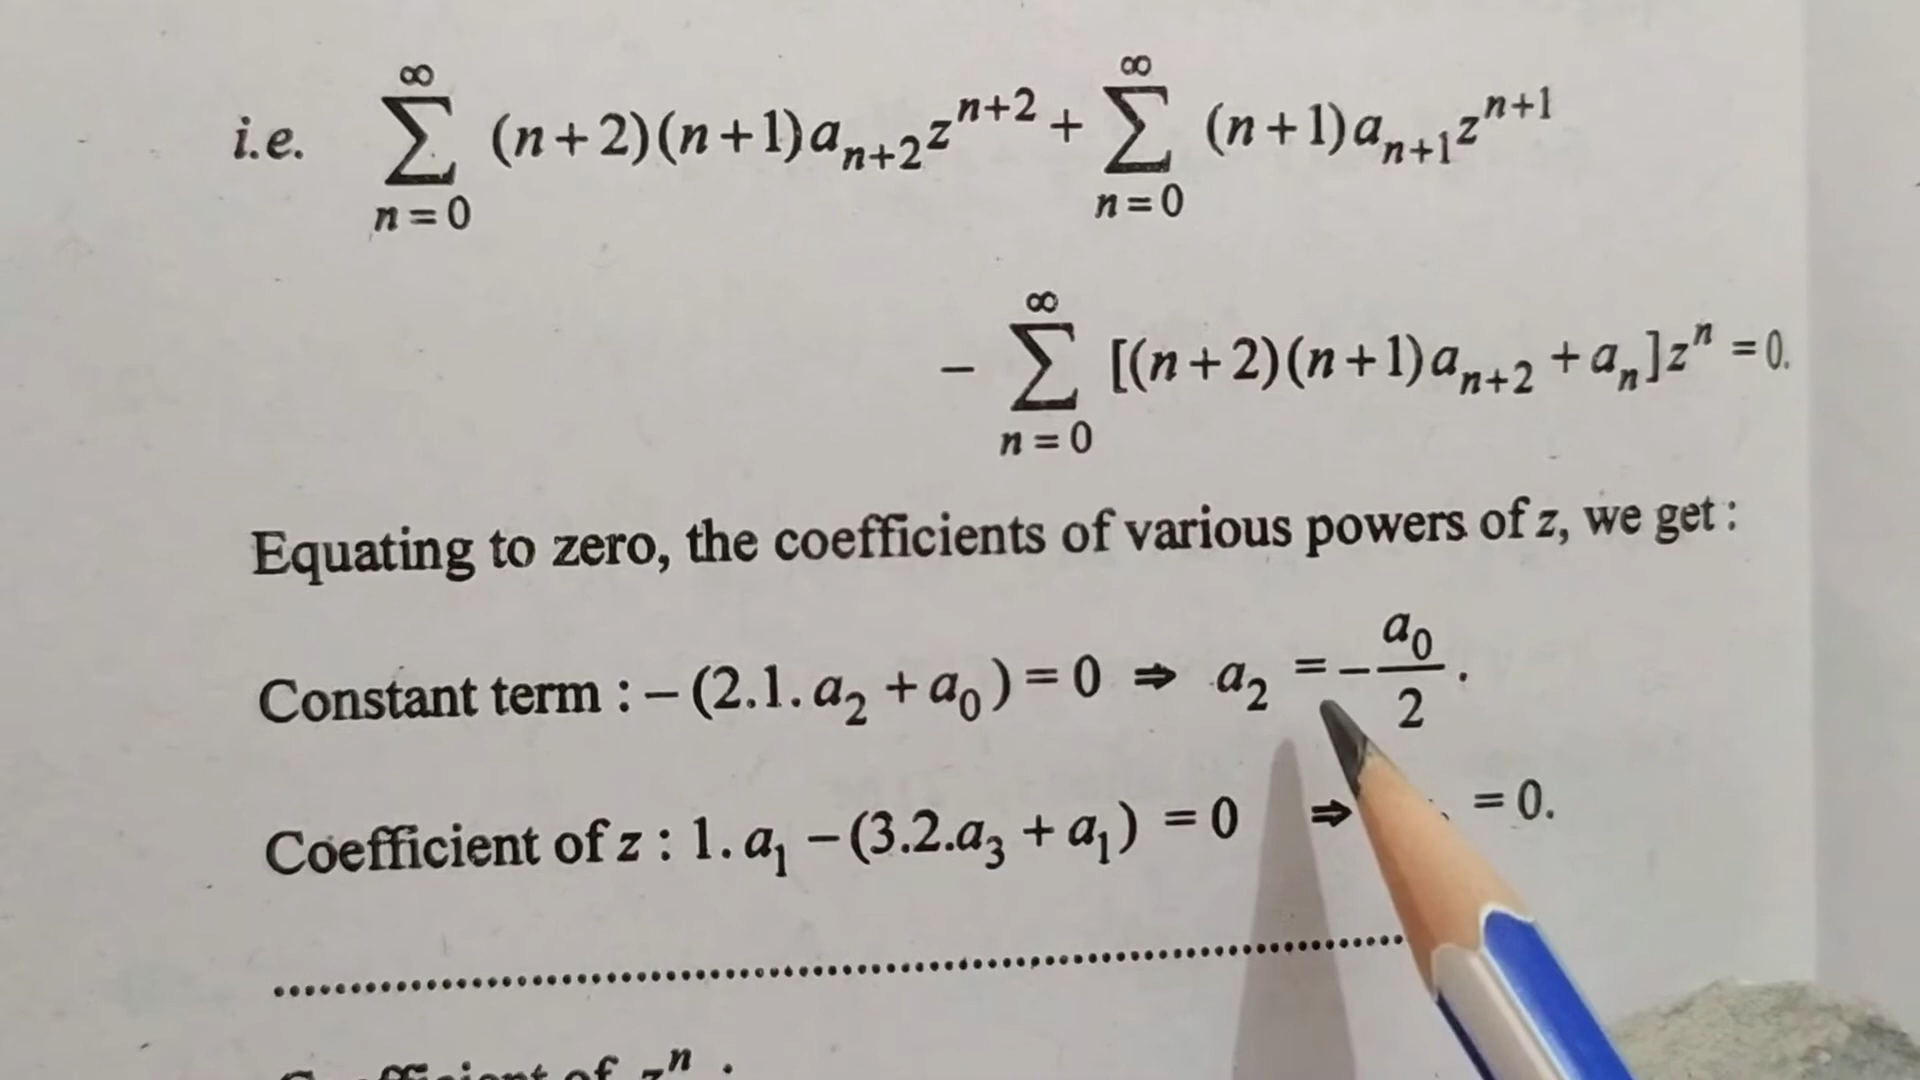 i.e. ∑_{n=0}^{∞} (n+2)(n+1)a_{n+2}z^{n+2} + ∑_{n=0}^{∞} (n+1)a_{n+1}z^{n+1}
− ∑_{n=0}^{∞} [(n+2)(n+1)a_{n+2} + a_n]z^n = 0.
Equating to zero, the coefficients of various powers of z, we get :
Constant term : − (2.1. a_2 + a_0) = 0 ⇒ a_2 = − a_0/2 .
Coefficient of z : 1. a_1 − (3.2.a_3 + a_1) = 0 ⇒ = 0.
..........................................................................................
Coefficient of z^n :